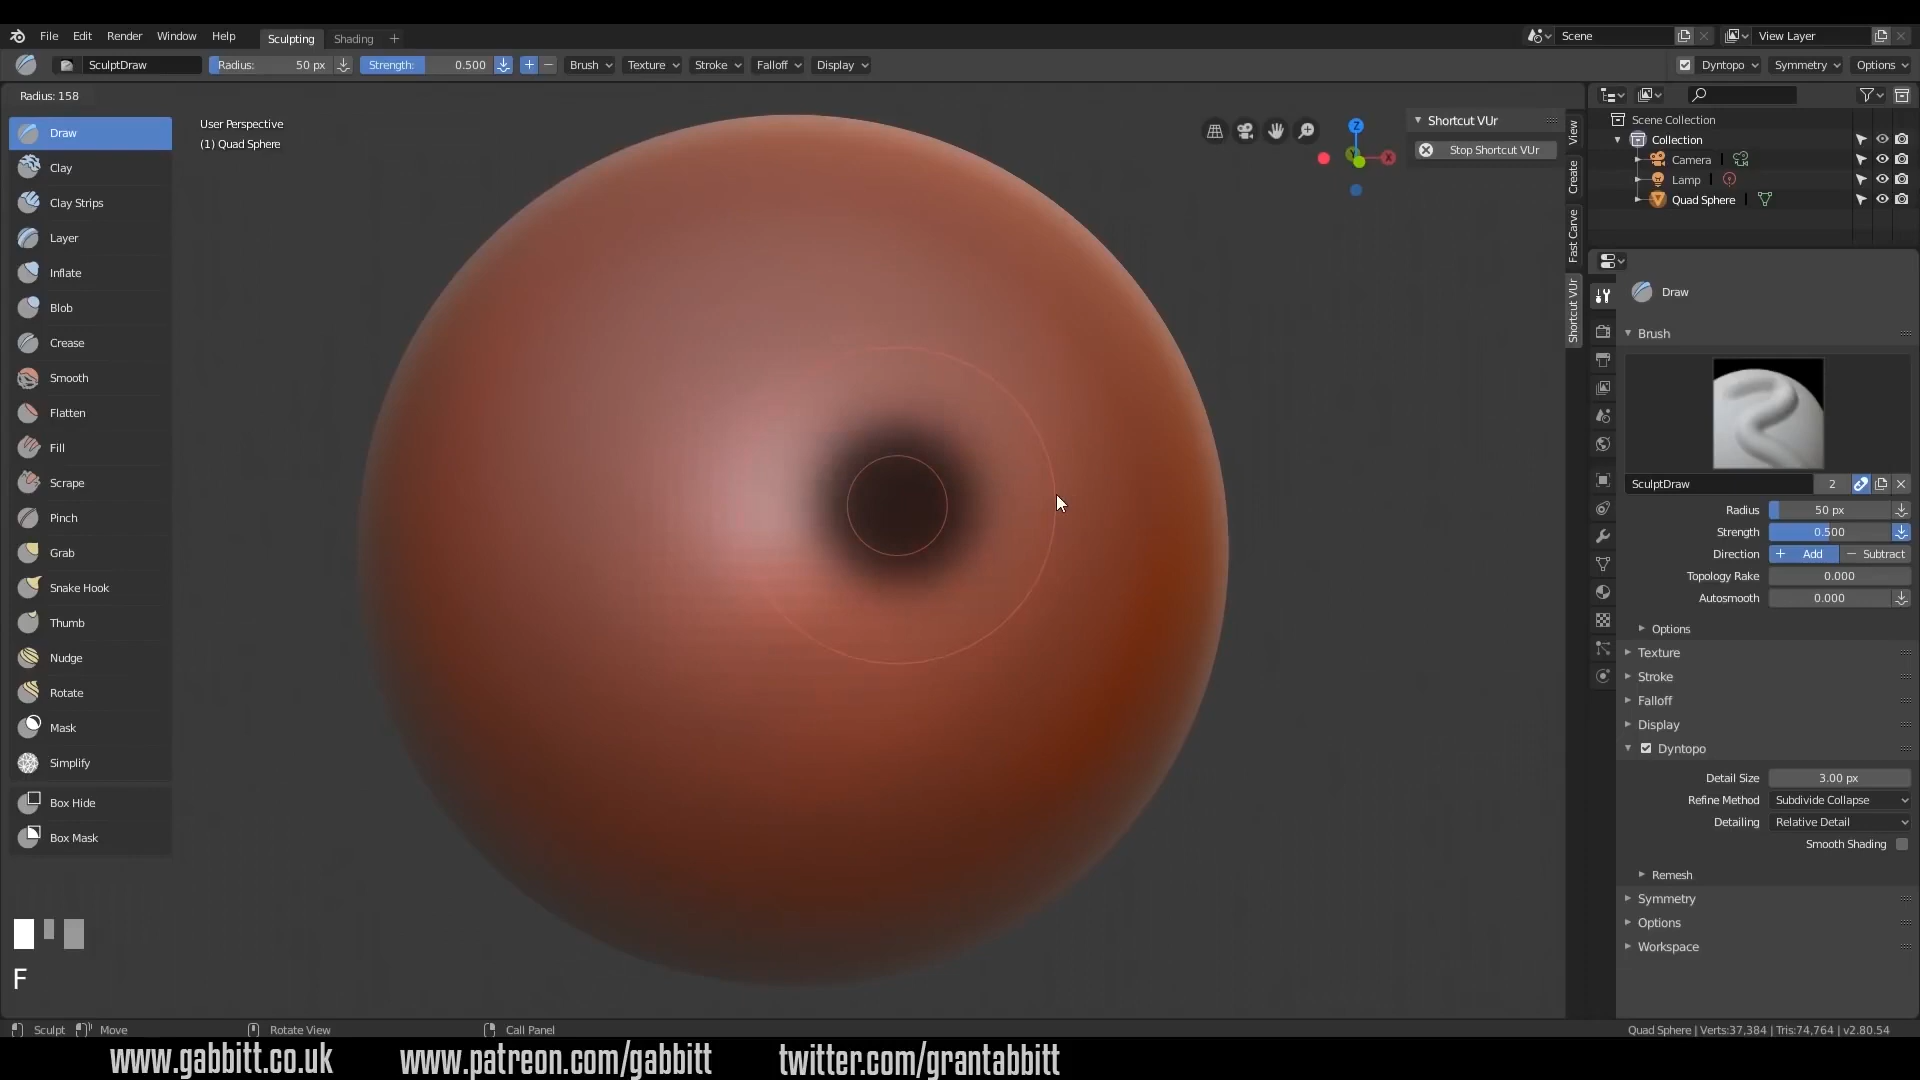 File Edit Render Window Help Sculpting Shading + Scene View Layer
SculptDraw Radius: 50 px Strength: 0.500 + − Brush Texture Stroke Falloff Display Dyntopo Symmetry Options
Radius: 158
User Perspective
(1) Quad Sphere
Draw
Clay
Clay Strips
Layer
Inflate
Blob
Crease
Smooth
Flatten
Fill
Scrape
Pinch
Grab
Snake Hook
Thumb
Nudge
Rotate
Mask
Simplify
Box Hide
Box Mask
F
Z
X
Shortcut VUr
Stop Shortcut VUr
View
Create
Fast Carve
Shortcut VUr
Scene Collection
Collection
Camera
Lamp
Quad Sphere
Draw
Brush
SculptDraw 2
Radius 50 px
Strength 0.500
Direction + Add − Subtract
Topology Rake 0.000
Autosmooth 0.000
Options
Texture
Stroke
Falloff
Display
Dyntopo
Detail Size 3.00 px
Refine Method Subdivide Collapse
Detailing Relative Detail
Smooth Shading
Remesh
Symmetry
Options
Workspace
Sculpt Move Rotate View Call Panel Quad Sphere | Verts:37,384 | Tris:74,764 | v2.80.54
www.gabbitt.co.uk www.patreon.com/gabbitt twitter.com/grantabbitt